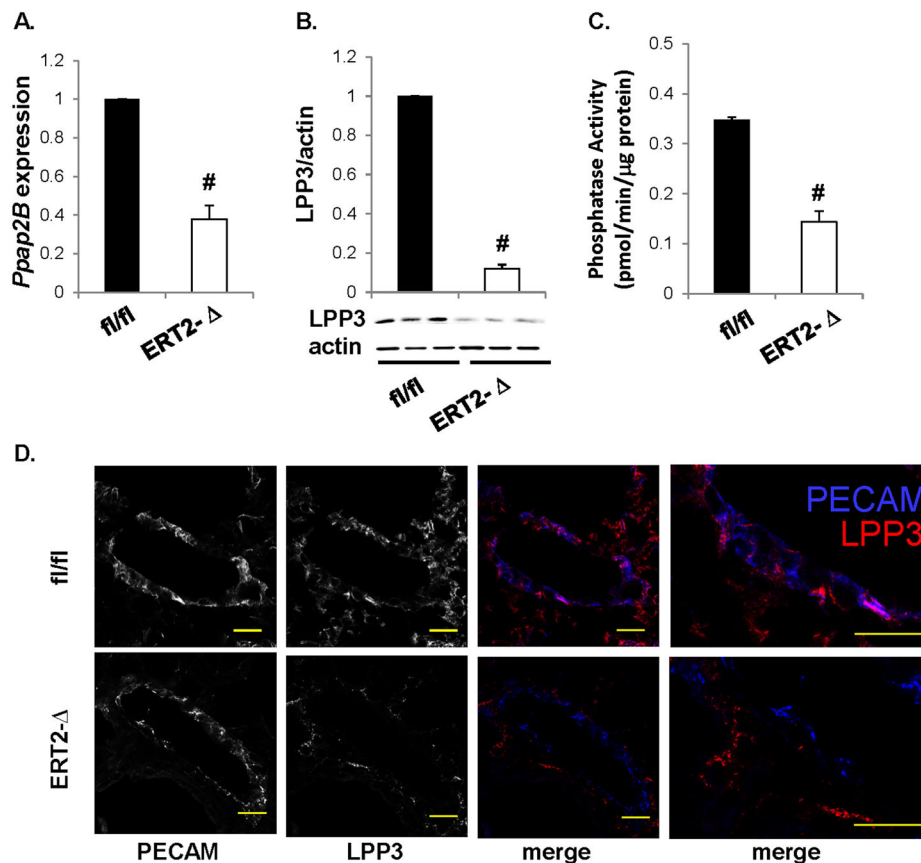 A.
Ppap2B expression
1.2
1
0.8
0.6
0.4
0.2
0
#
fl/fl
ERT2- Δ
B.
LPP3/actin
1.2
1
0.8
0.6
0.4
0.2
0
#
LPP3
actin
fl/fl
ERT2- Δ
C.
Phosphatase Activity
(pmol/min/µg protein)
0.5
0.4
0.3
0.2
0.1
0
#
fl/fl
ERT2- Δ
D.
fl/fl
PECAM
LPP3
ERT2-Δ
PECAM
LPP3
merge
merge